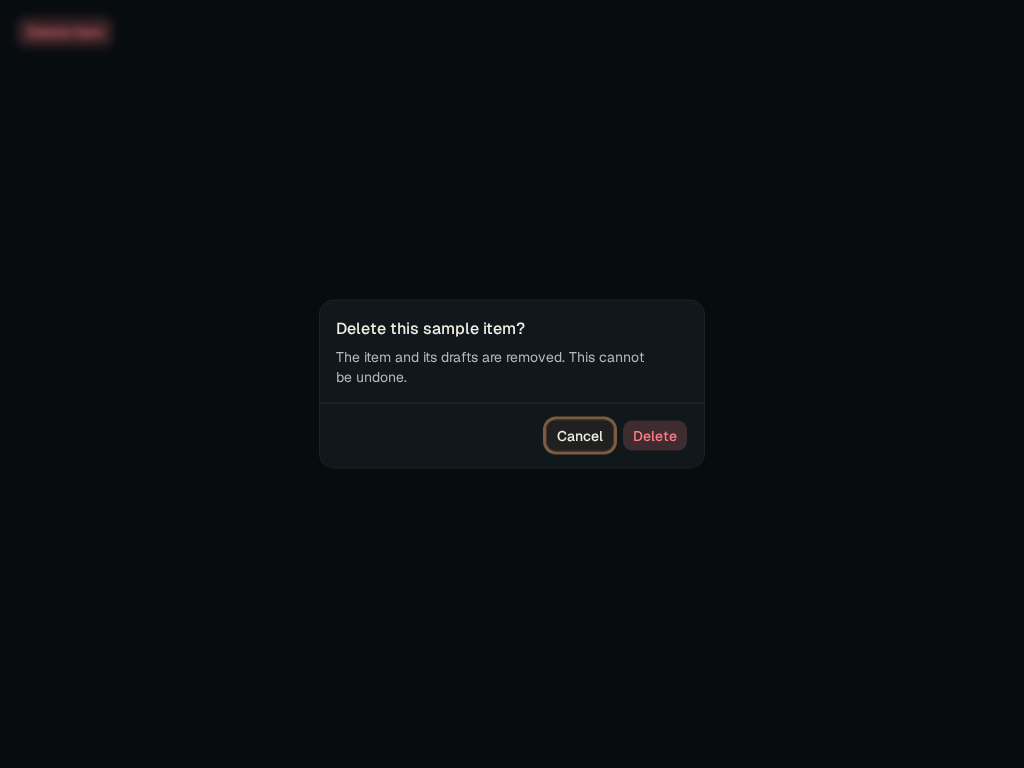 Delete this sample item?
The item and its drafts are removed. This cannot
be undone.
Cancel
Delete